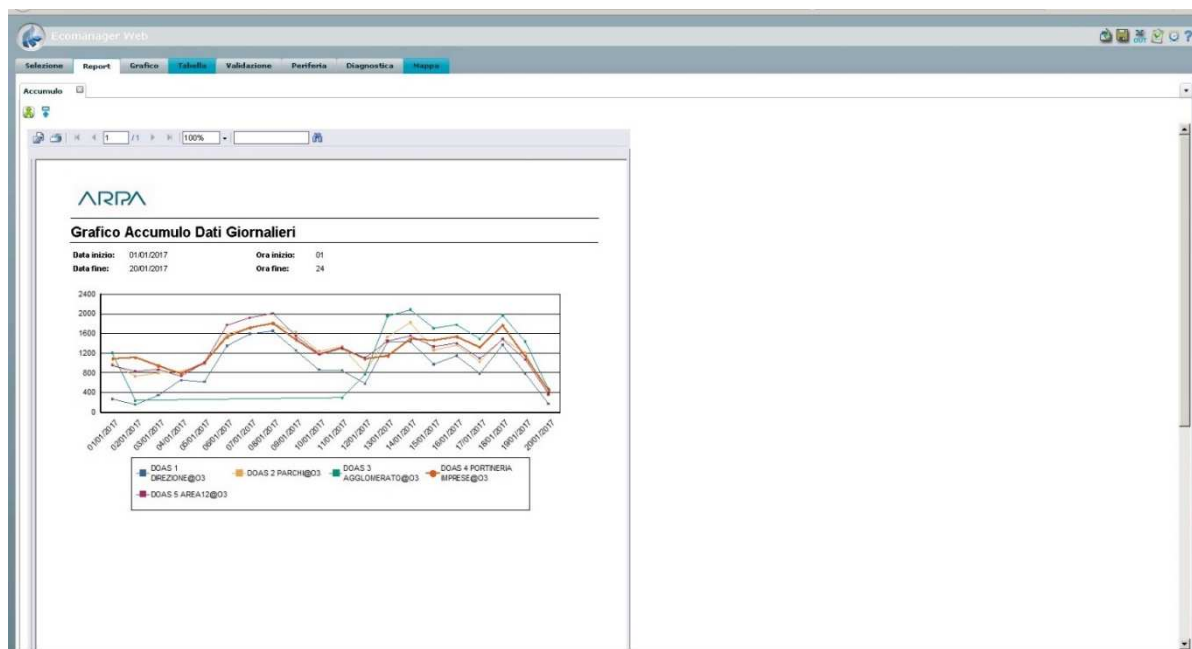 Ecomanager Web
Selezione Report Grafico Tabella Validazione Periferia Diagnostica Mappa
Accumulo
1 /1 100%
ARPA
Grafico Accumulo Dati Giornalieri
Data inizio: 01/01/2017 Ora inizio: 01
Data fine: 20/01/2017 Ora fine: 24
2400
2000
1600
1200
800
400
0
01/01/2017 02/01/2017 03/01/2017 04/01/2017 05/01/2017 06/01/2017 07/01/2017 08/01/2017 09/01/2017 10/01/2017 11/01/2017 12/01/2017 13/01/2017 14/01/2017 15/01/2017 16/01/2017 17/01/2017 18/01/2017 19/01/2017 20/01/2017
DOAS 1 DIREZIONE@O3
DOAS 2 PARCHI@O3
DOAS 3 AGGLOMERATO@O3
DOAS 4 PORTINERIA IMPRESE@O3
DOAS 5 AREA12@O3